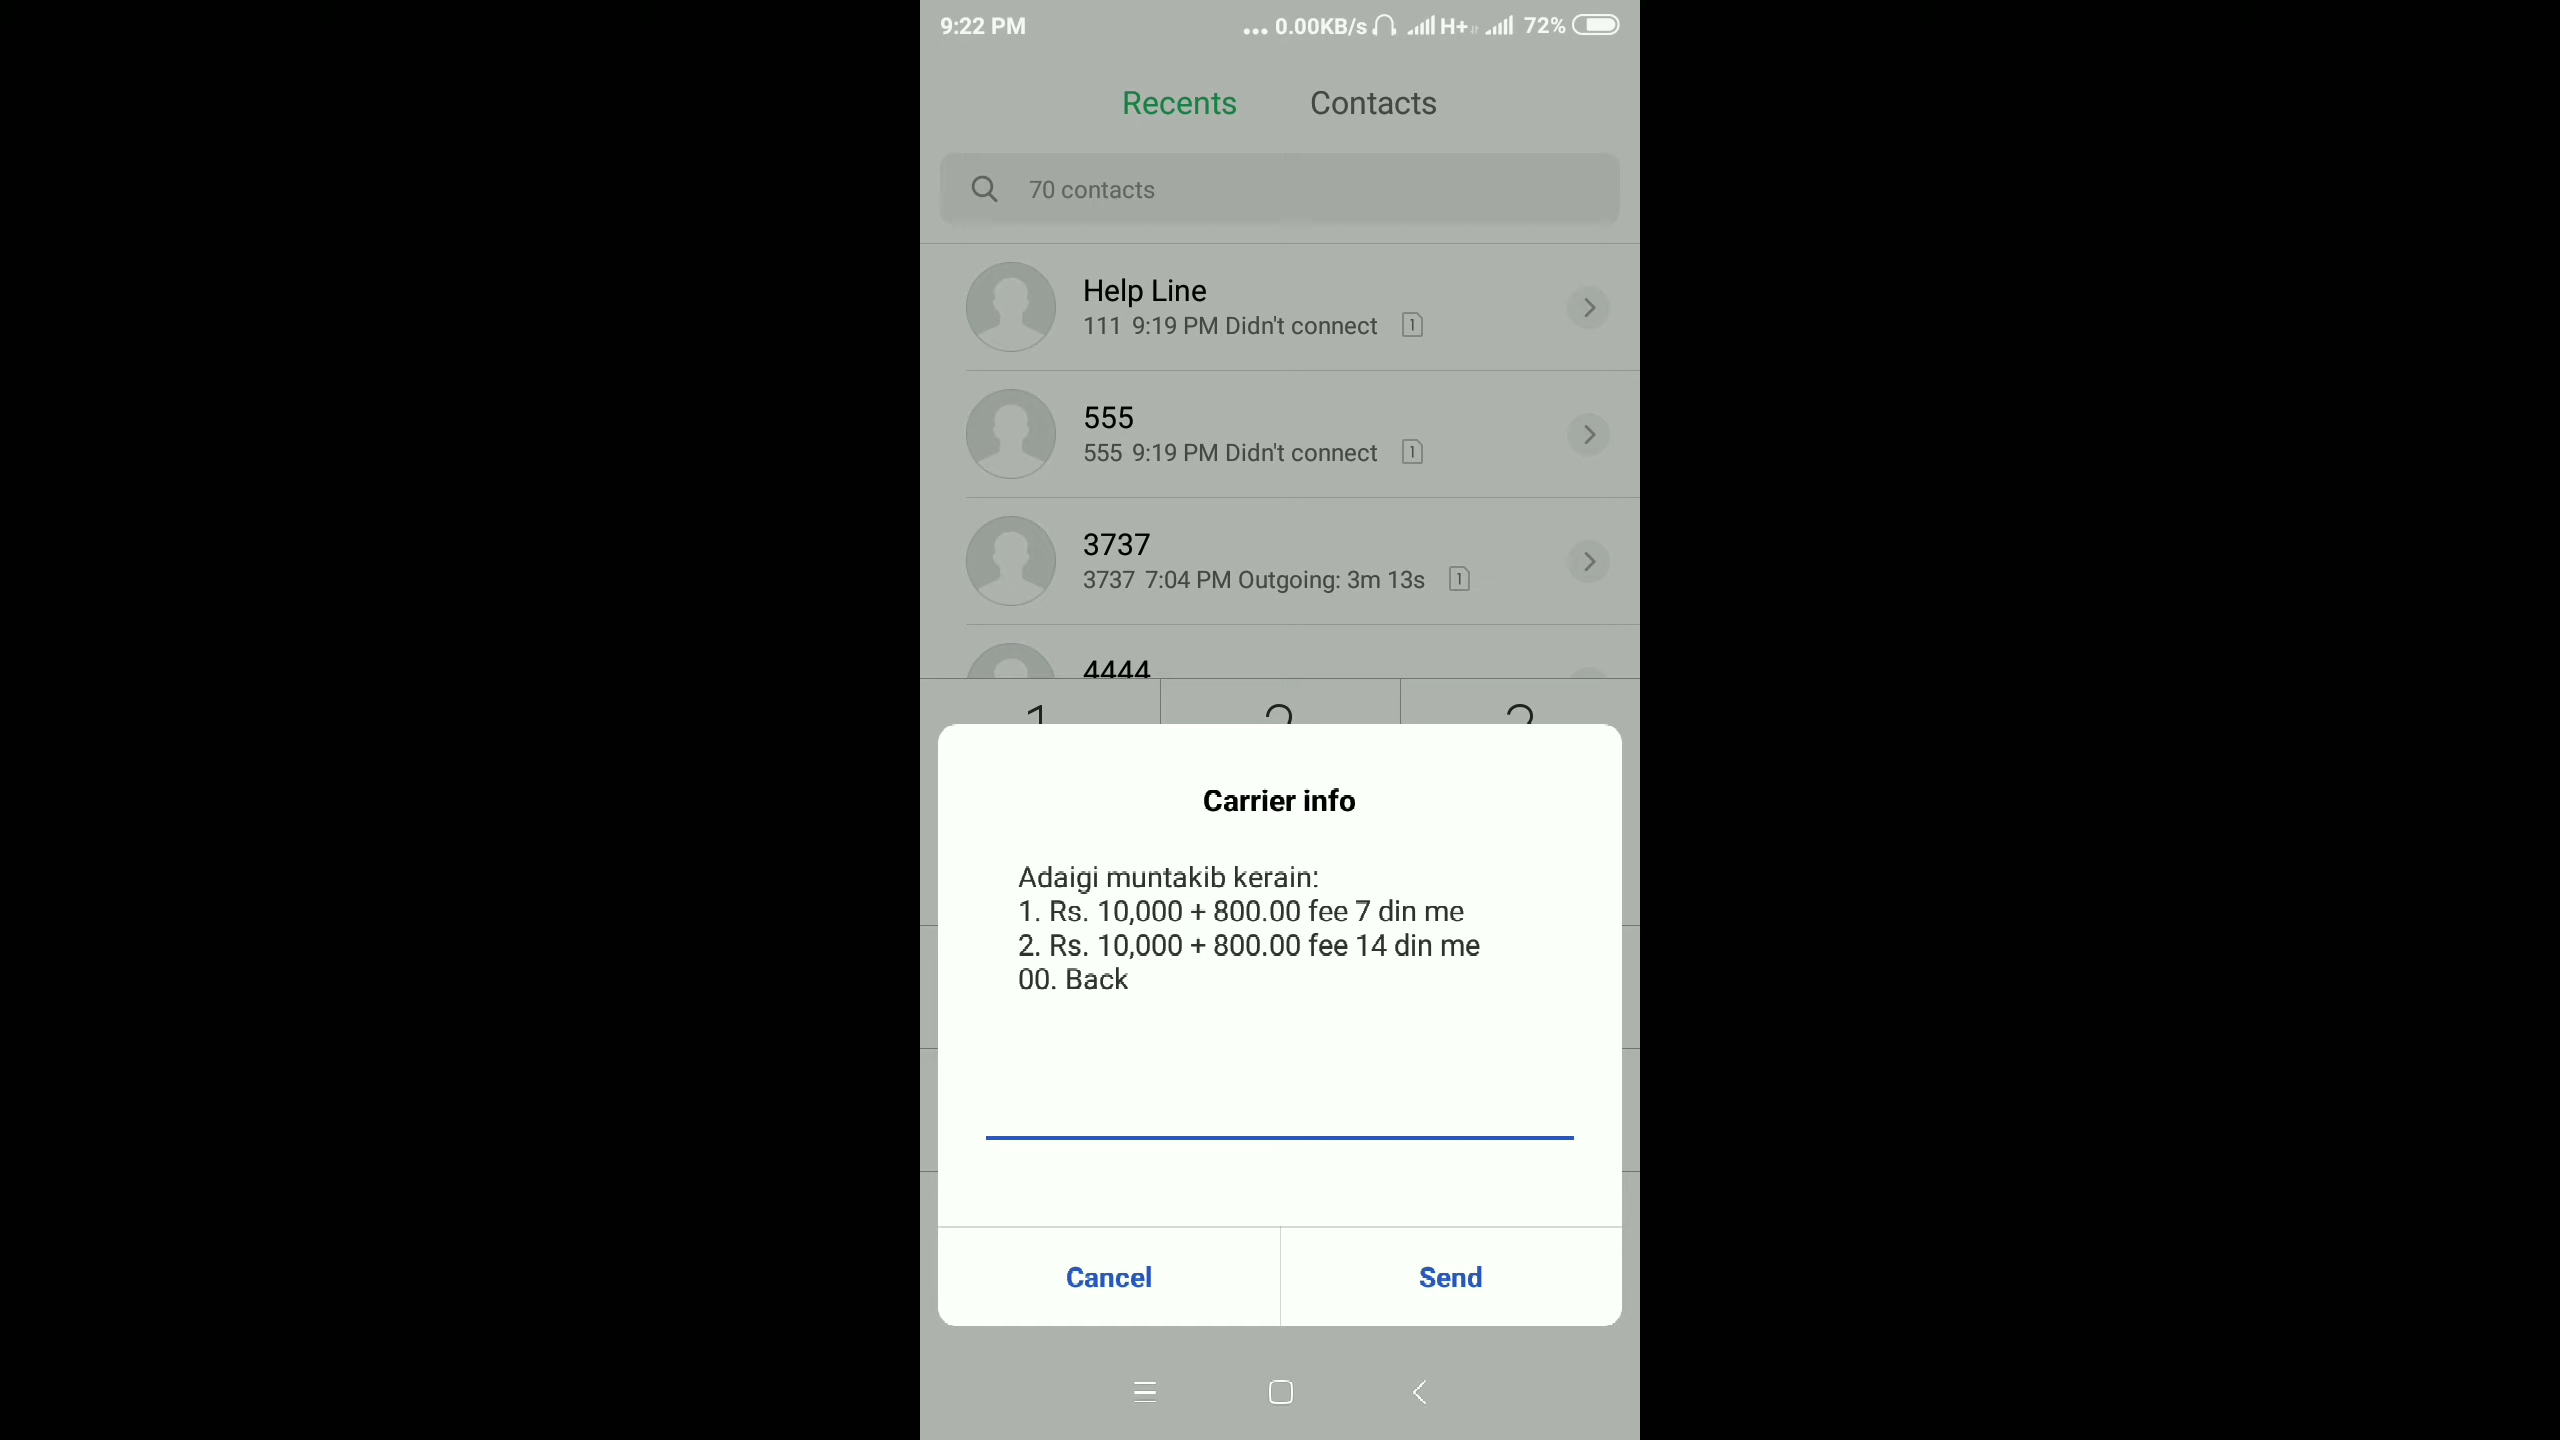 9:22 PM ... 0.00KB/s H+ 72%
Recents Contacts
70 contacts
Help Line
111 9:19 PM Didn't connect 1
555
555 9:19 PM Didn't connect 1
3737
3737 7:04 PM Outgoing: 3m 13s 1
4444
1
Carrier info
Adaigi muntakib kerain:
1. Rs. 10,000 + 800.00 fee 7 din me
2. Rs. 10,000 + 800.00 fee 14 din me
00. Back
Cancel Send